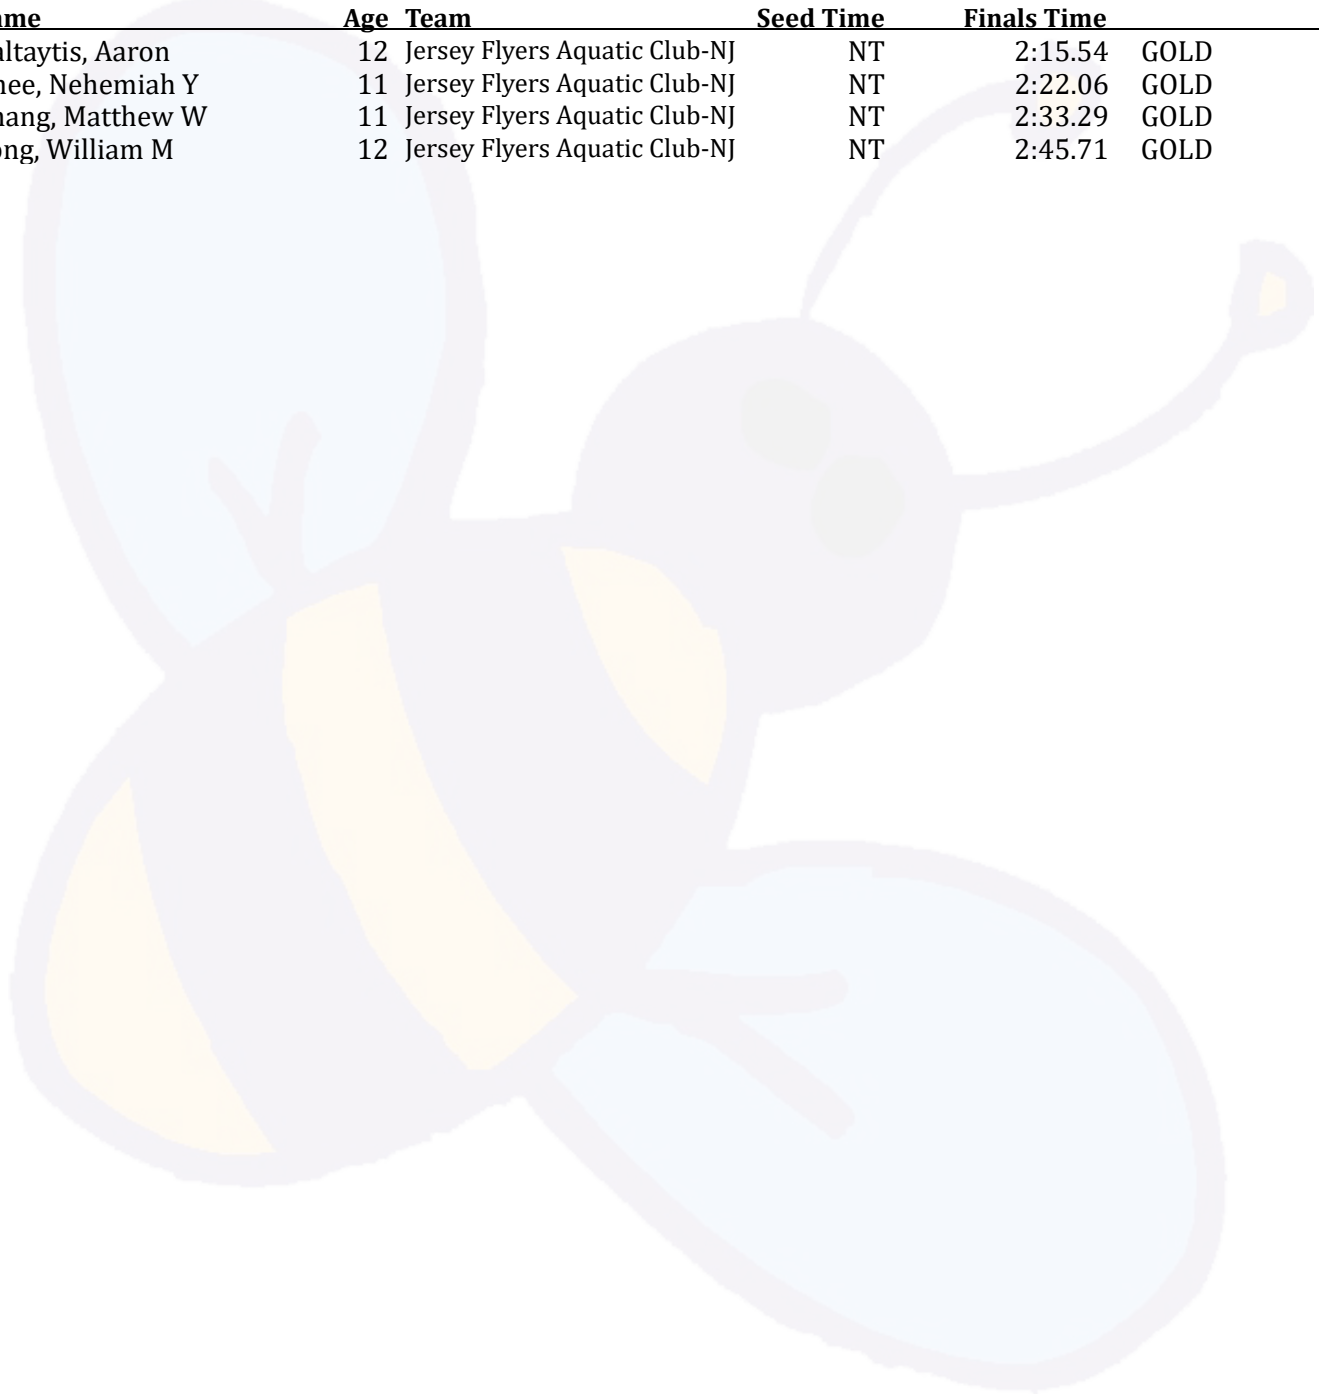 ame Age Team Seed Time Finals Time
altaytis, Aaron 12 Jersey Flyers Aquatic Club-NJ NT 2:15.54 GOLD
hee, Nehemiah Y 11 Jersey Flyers Aquatic Club-NJ NT 2:22.06 GOLD
hang, Matthew W 11 Jersey Flyers Aquatic Club-NJ NT 2:33.29 GOLD
ong, William M 12 Jersey Flyers Aquatic Club-NJ NT 2:45.71 GOLD